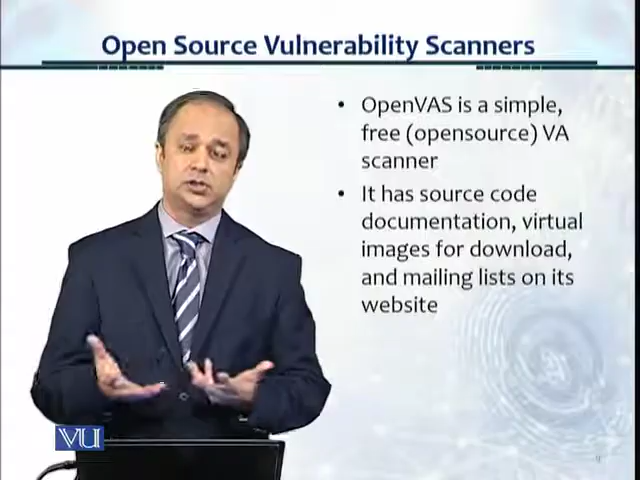 Open Source Vulnerability Scanners
• OpenVAS is a simple,
free (opensource) VA
scanner
• It has source code
documentation, virtual
images for download,
and mailing lists on its
website
VU
9